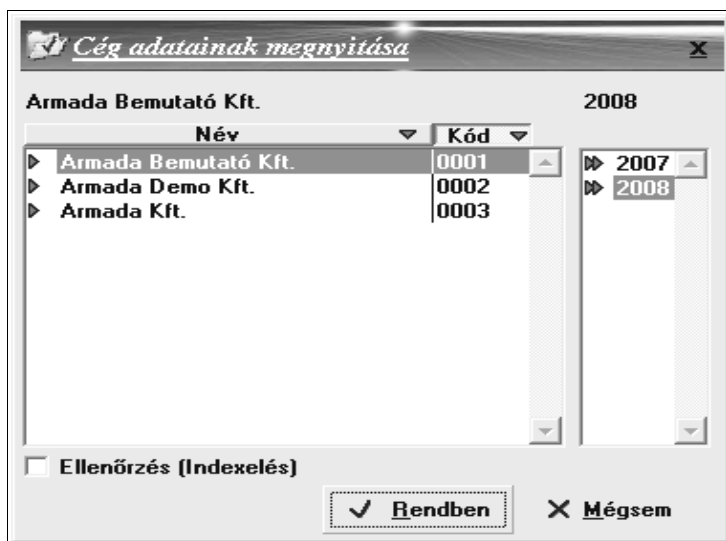 Cég adatainak megnyitása x
Armada Bemutató Kft. 2008
Név Kód
Armada Bemutató Kft. 0001 2007
Armada Demo Kft. 0002 2008
Armada Kft. 0003
Ellenőrzés (Indexelés)
Rendben Mégsem